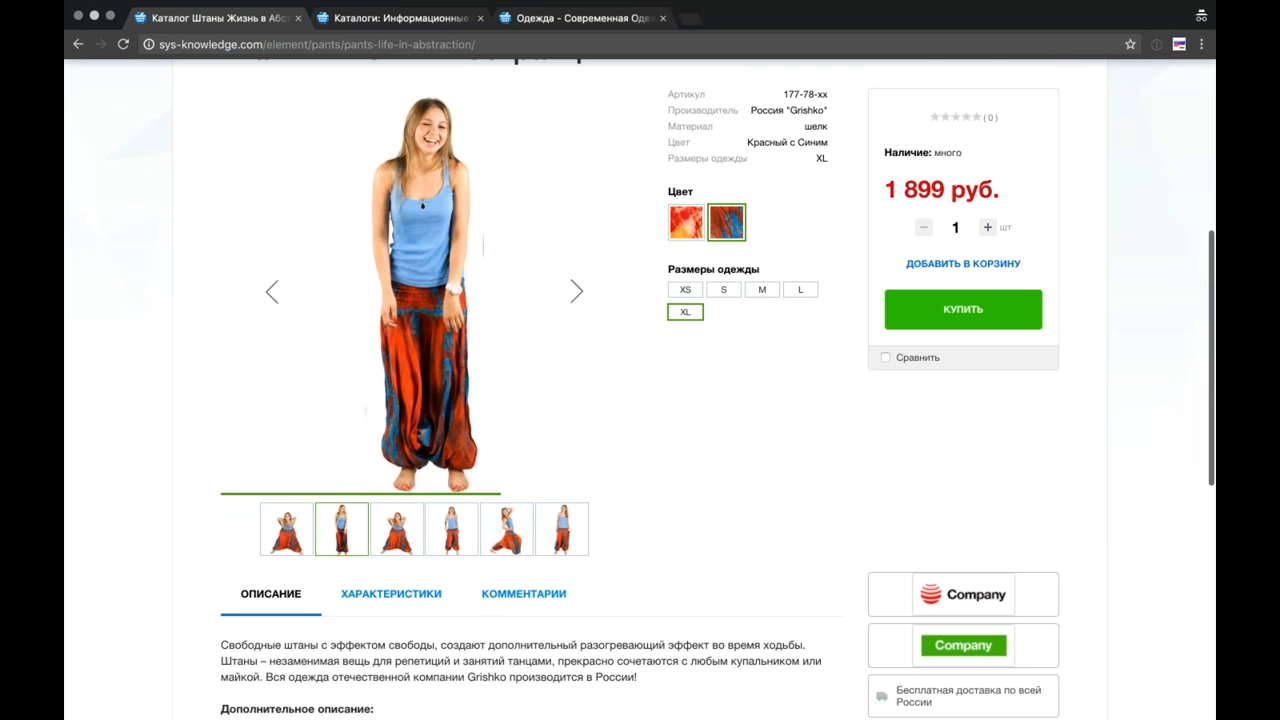 Каталог Штаны Жизнь в Абст
Каталоги: Информационные
Одежда - Современная Одеж
sys-knowledge.com/element/pants/pants-life-in-abstraction/
Артикул 177-78-xx
Производитель Россия "Grishko"
Материал шелк
Цвет Красный с Синим
Размеры одежды XL
Цвет
Размеры одежды
XS S M L
XL
( 0 )
Наличие: много
1 899 руб.
− 1 + шт
ДОБАВИТЬ В КОРЗИНУ
КУПИТЬ
Сравнить
ОПИСАНИЕ ХАРАКТЕРИСТИКИ КОММЕНТАРИИ
Свободные штаны с эффектом свободы, создают дополнительный разогревающий эффект во время ходьбы.
Штаны – незаменимая вещь для репетиций и занятий танцами, прекрасно сочетаются с любым купальником или
майкой. Вся одежда отечественной компании Grishko производится в России!
Дополнительное описание:
Company
Company
Бесплатная доставка по всей
России